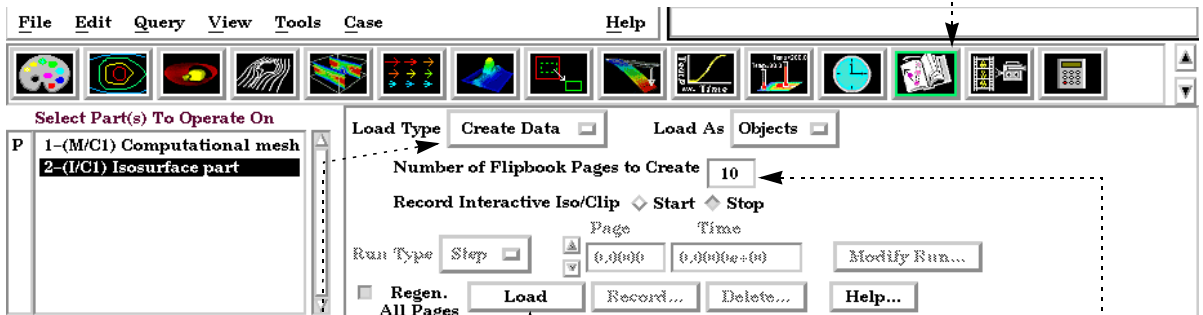 File Edit Query View Tools Case Help
Select Part(s) To Operate On
P
1-(M/C1) Computational mesh
2-(I/C1) Isosurface part
Load Type Create Data Load As Objects
Number of Flipbook Pages to Create 10
Record Interactive Iso/Clip Start Stop
Page Time
Run Type Step 0.0000 0.0000e+00 Modify Run...
Regen. All Pages Load Record... Delete... Help...